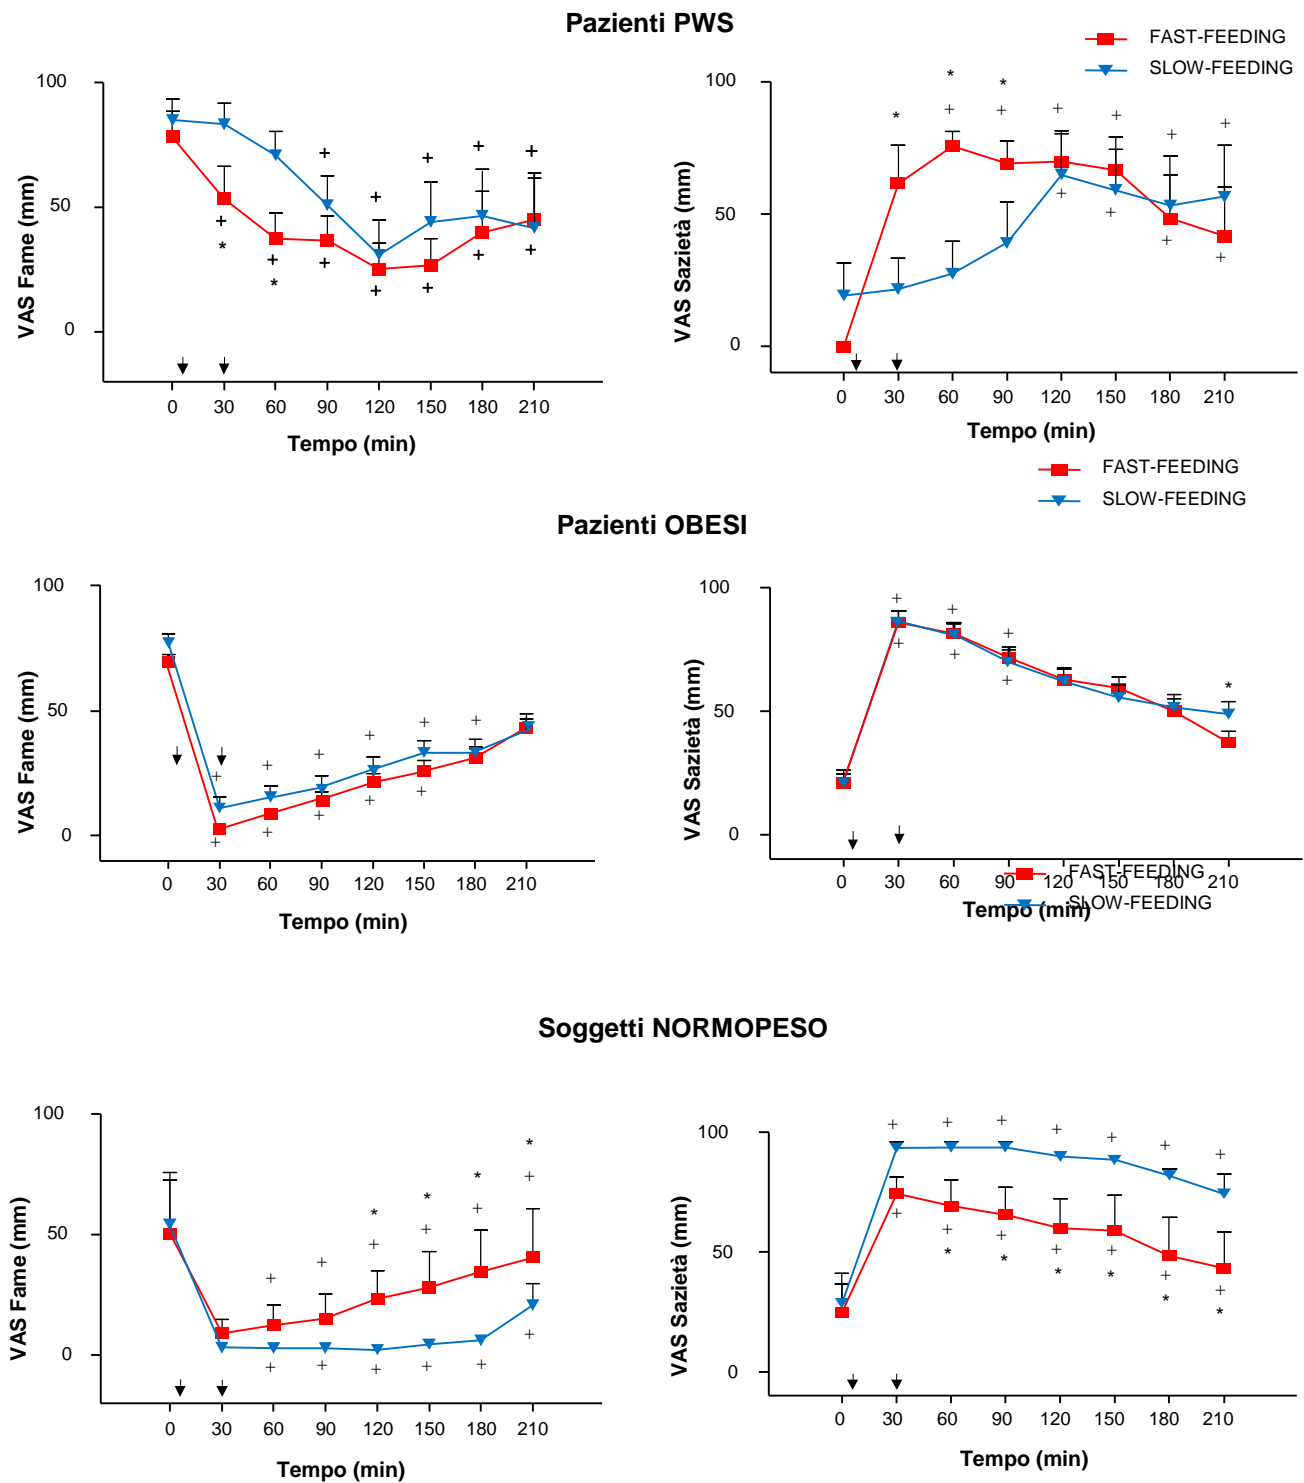 Pazienti PWS
FAST-FEEDING
SLOW-FEEDING
VAS Fame (mm)
100
50
0
0 30 60 90 120 150 180 210
Tempo (min)
VAS Sazietà (mm)
100
50
0
0 30 60 90 120 150 180 210
Tempo (min)
FAST-FEEDING
SLOW-FEEDING
Pazienti OBESI
VAS Fame (mm)
100
50
0
0 30 60 90 120 150 180 210
Tempo (min)
VAS Sazietà (mm)
100
50
0
0 30 60 90 120 150 180 210
Tempo (min)
FAST-FEEDING
SLOW-FEEDING
Soggetti NORMOPESO
VAS Fame (mm)
100
50
0
0 30 60 90 120 150 180 210
Tempo (min)
VAS Sazietà (mm)
100
50
0
0 30 60 90 120 150 180 210
Tempo (min)